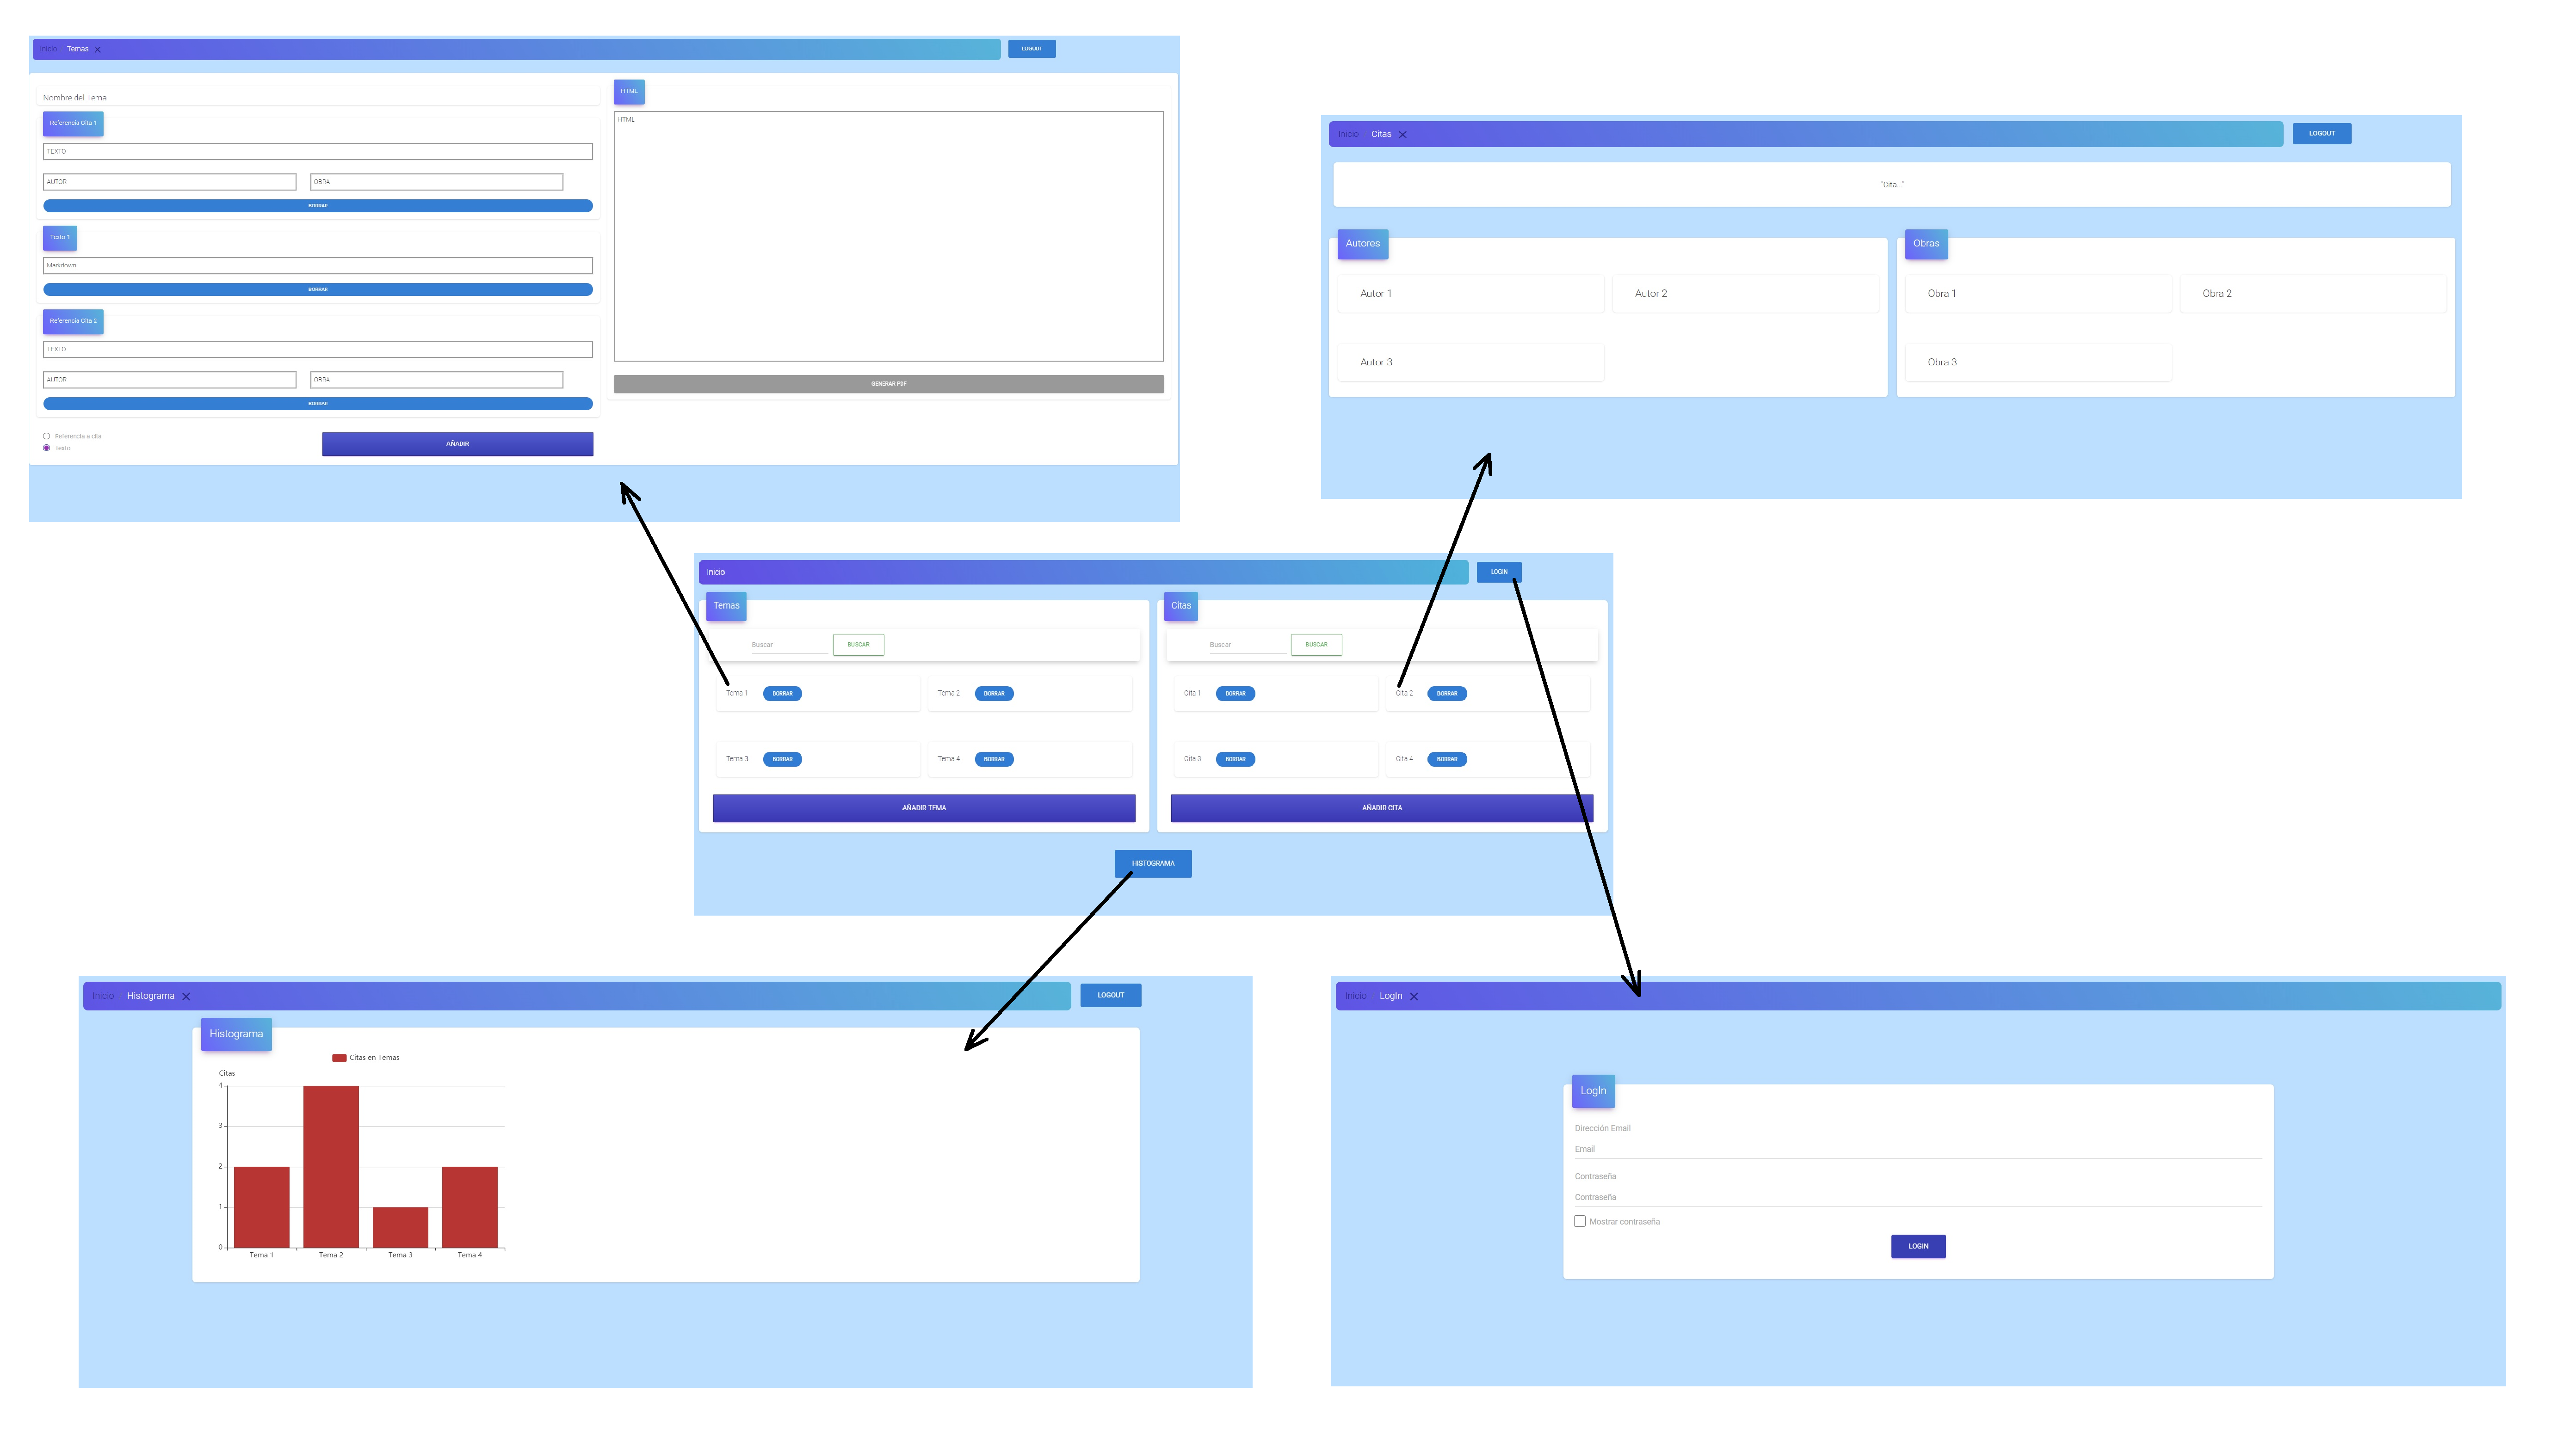 Inicio Temas LOGOUT
Nombre del Tema
Referencia Cita 1
TEXTO
AUTOR OBRA
BORRAR
Texto 1
Markdown
BORRAR
Referencia Cita 2
TEXTO
AUTOR OBRA
BORRAR
Referencia a cita
Texto
AÑADIR
HTML
HTML
GENERAR PDF
Inicio Citas LOGOUT
"Cita..."
Autores
Autor 1 Autor 2
Autor 3
Obras
Obra 1 Obra 2
Obra 3
Inicio LOGIN
Temas
Buscar BUSCAR
Tema 1 BORRAR Tema 2 BORRAR
Tema 3 BORRAR Tema 4 BORRAR
AÑADIR TEMA
Citas
Buscar BUSCAR
Cita 1 BORRAR Cita 2 BORRAR
Cita 3 BORRAR Cita 4 BORRAR
AÑADIR CITA
HISTOGRAMA
Inicio Histograma LOGOUT
Histograma
Citas en Temas
Citas
4
3
2
1
0
Tema 1 Tema 2 Tema 3 Tema 4
Inicio LogIn
LogIn
Dirección Email
Email
Contraseña
Contraseña
Mostrar contraseña
LOGIN